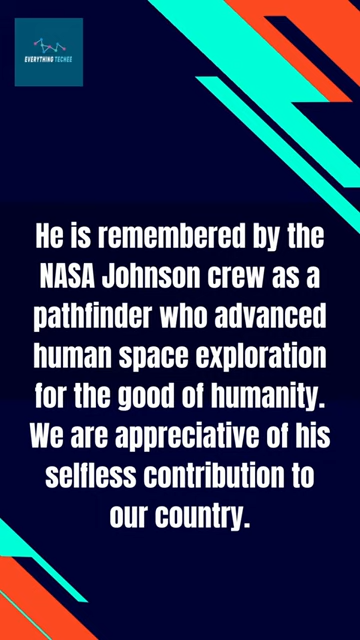 EVERYTHING TECHEE
He is remembered by the
NASA Johnson crew as a
pathfinder who advanced
human space exploration
for the good of humanity.
We are appreciative of his
selfless contribution to
our country.